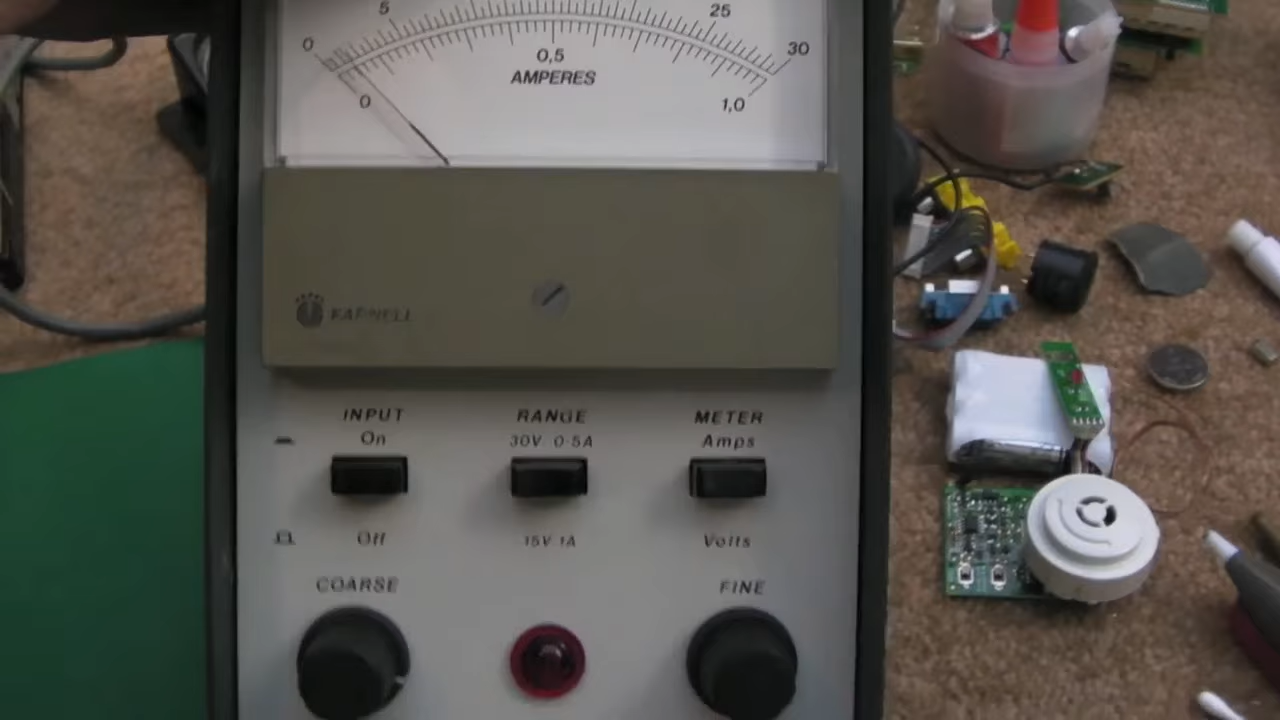 5 25
0 30
0,5
AMPERES
0 1,0
FARNELL
INPUT RANGE METER
On 30V 0·5A Amps
Off 15V 1A Volts
COARSE FINE